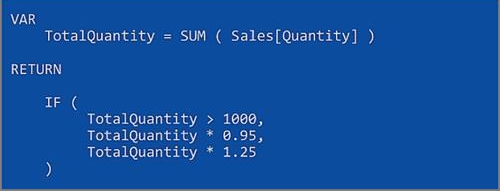 VAR
TotalQuantity = SUM ( Sales[Quantity] )
RETURN
IF (
TotalQuantity > 1000,
TotalQuantity * 0.95,
TotalQuantity * 1.25
)